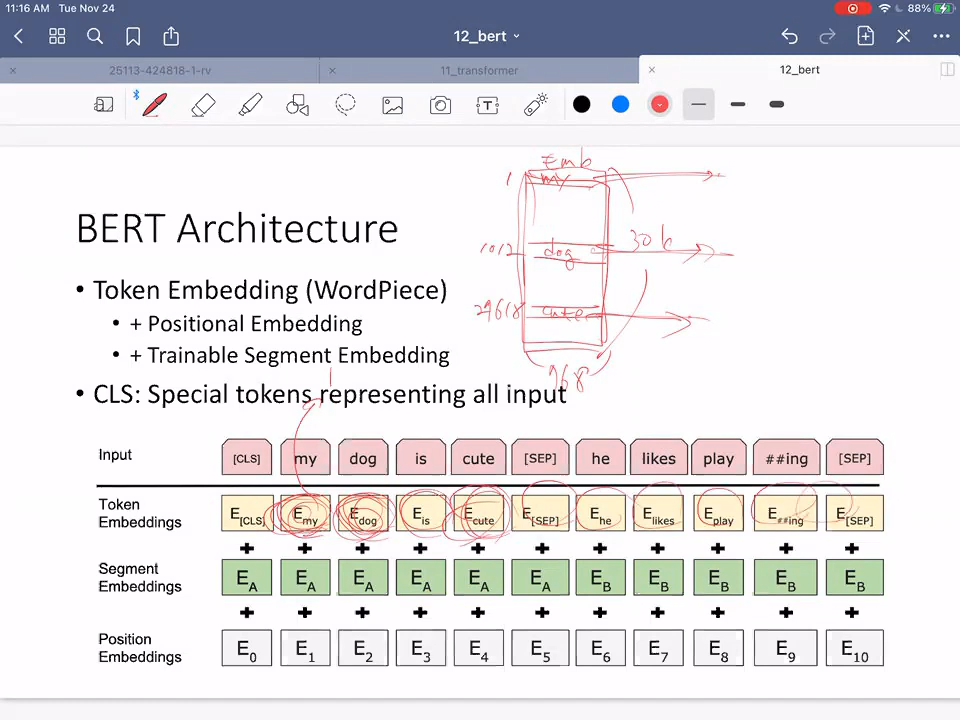 11:16 AM Tue Nov 24
88%
12_bert
25113-424818-1-rv
11_transformer
12_bert
T
Emb
1 my
BERT Architecture
30k
1012 dog
• Token Embedding (WordPiece)
29618 cute
• + Positional Embedding
• + Trainable Segment Embedding
768
1
• CLS: Special tokens representing all input
Input [CLS] my dog is cute [SEP] he likes play ##ing [SEP]
Token Embeddings E[CLS] Emy Edog Eis Ecute E[SEP] Ehe Elikes Eplay E##ing E[SEP]
+ + + + + + + + + + +
Segment Embeddings EA EA EA EA EA EA EB EB EB EB EB
+ + + + + + + + + + +
Position Embeddings E0 E1 E2 E3 E4 E5 E6 E7 E8 E9 E10